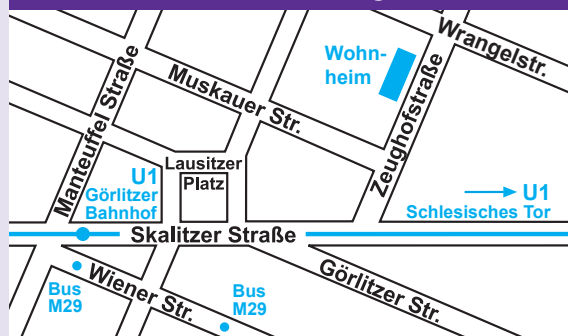 Wrangelstr.
Wohn-
heim
Muskauer Str.
Manteuffel Straße
Zeughofstraße
Lausitzer
Platz
U1
Görlitzer
Bahnhof
U1
Schlesisches Tor
Skalitzer Straße
Wiener Str.
Görlitzer Str.
Bus
M29
Bus
M29